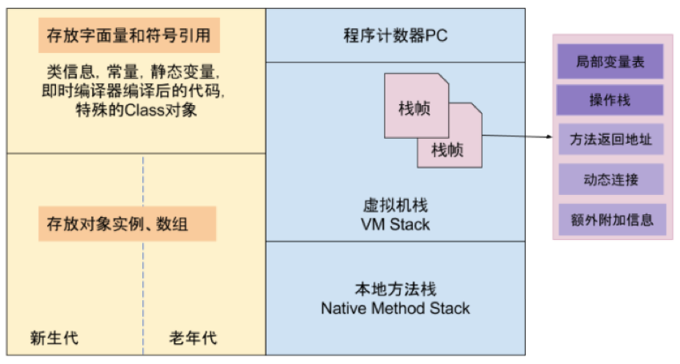 存放字面量和符号引用
类信息, 常量, 静态变量,
即时编译器编译后的代码,
特殊的Class对象
存放对象实例、数组
新生代
老年代
程序计数器PC
栈帧
栈帧
虚拟机栈
VM Stack
本地方法栈
Native Method Stack
局部变量表
操作栈
方法返回地址
动态连接
额外附加信息